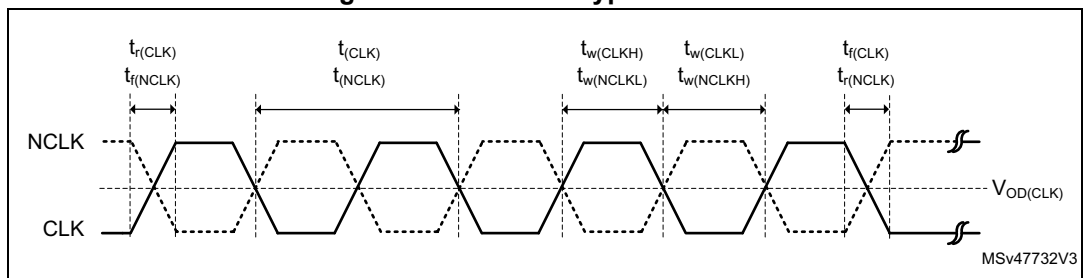 t_r(CLK) t_(CLK) t_w(CLKH) t_w(CLKL) t_f(CLK)
t_f(NCLK) t_(NCLK) t_w(NCLKL) t_w(NCLKH) t_r(NCLK)
NCLK
V_OD(CLK)
CLK
MSv47732V3